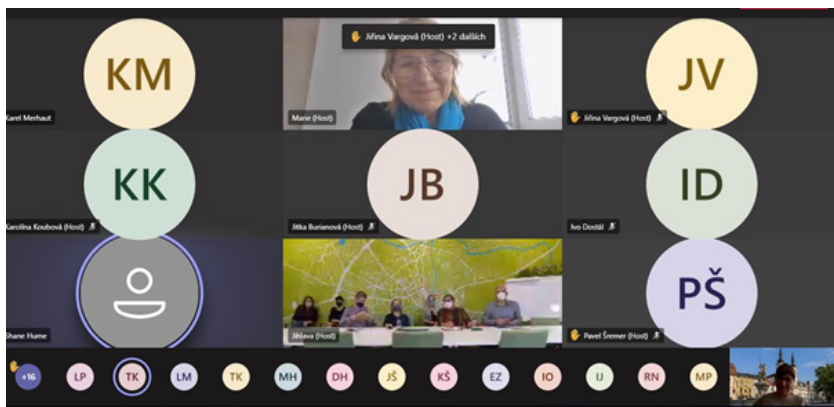 Jiřina Vargová (Host) +2 dalších
KM
Karel Merhaut
Marie (Host)
JV
Jiřina Vargová (Host)
KK
Karolína Koubová (Host)
JB
Jitka Burianová (Host)
ID
Ivo Dostál
Shane Hume
Jihlava (Host)
PŠ
Pavel Šremer (Host)
+16
LP
TK
LM
TK
MH
DH
JŠ
KŠ
EZ
IO
IJ
RN
MP